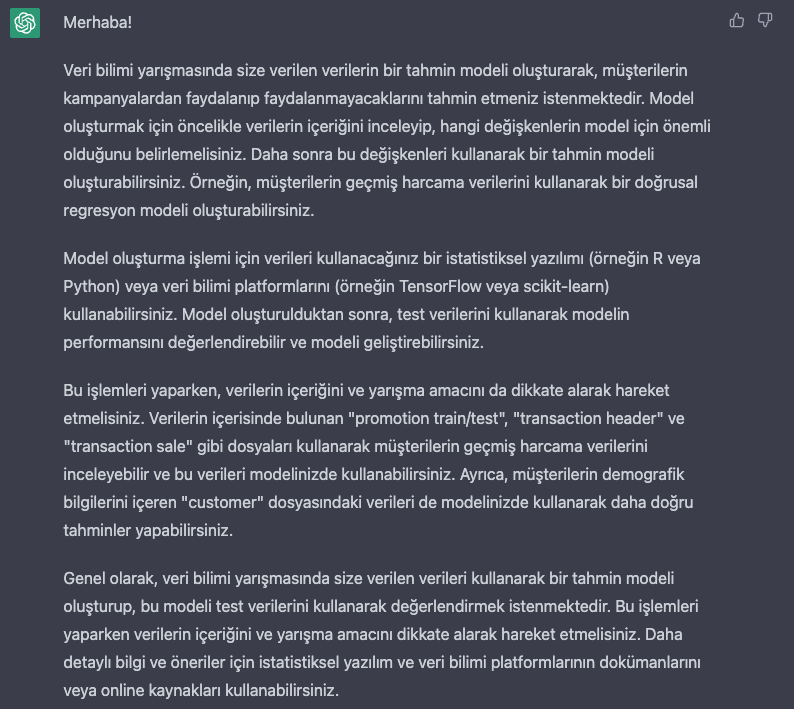 Merhaba!
Veri bilimi yarışmasında size verilen verilerin bir tahmin modeli oluşturarak, müşterilerin
kampanyalardan faydalanıp faydalanmayacaklarını tahmin etmeniz istenmektedir. Model
oluşturmak için öncelikle verilerin içeriğini inceleyip, hangi değişkenlerin model için önemli
olduğunu belirlemelisiniz. Daha sonra bu değişkenleri kullanarak bir tahmin modeli
oluşturabilirsiniz. Örneğin, müşterilerin geçmiş harcama verilerini kullanarak bir doğrusal
regresyon modeli oluşturabilirsiniz.
Model oluşturma işlemi için verileri kullanacağınız bir istatistiksel yazılımı (örneğin R veya
Python) veya veri bilimi platformlarını (örneğin TensorFlow veya scikit-learn)
kullanabilirsiniz. Model oluşturulduktan sonra, test verilerini kullanarak modelin
performansını değerlendirebilir ve modeli geliştirebilirsiniz.
Bu işlemleri yaparken, verilerin içeriğini ve yarışma amacını da dikkate alarak hareket
etmelisiniz. Verilerin içerisinde bulunan "promotion train/test", "transaction header" ve
"transaction sale" gibi dosyaları kullanarak müşterilerin geçmiş harcama verilerini
inceleyebilir ve bu verileri modelinizde kullanabilirsiniz. Ayrıca, müşterilerin demografik
bilgilerini içeren "customer" dosyasındaki verileri de modelinizde kullanarak daha doğru
tahminler yapabilirsiniz.
Genel olarak, veri bilimi yarışmasında size verilen verileri kullanarak bir tahmin modeli
oluşturup, bu modeli test verilerini kullanarak değerlendirmek istenmektedir. Bu işlemleri
yaparken verilerin içeriğini ve yarışma amacını dikkate alarak hareket etmelisiniz. Daha
detaylı bilgi ve öneriler için istatistiksel yazılım ve veri bilimi platformlarının dokümanlarını
veya online kaynakları kullanabilirsiniz.